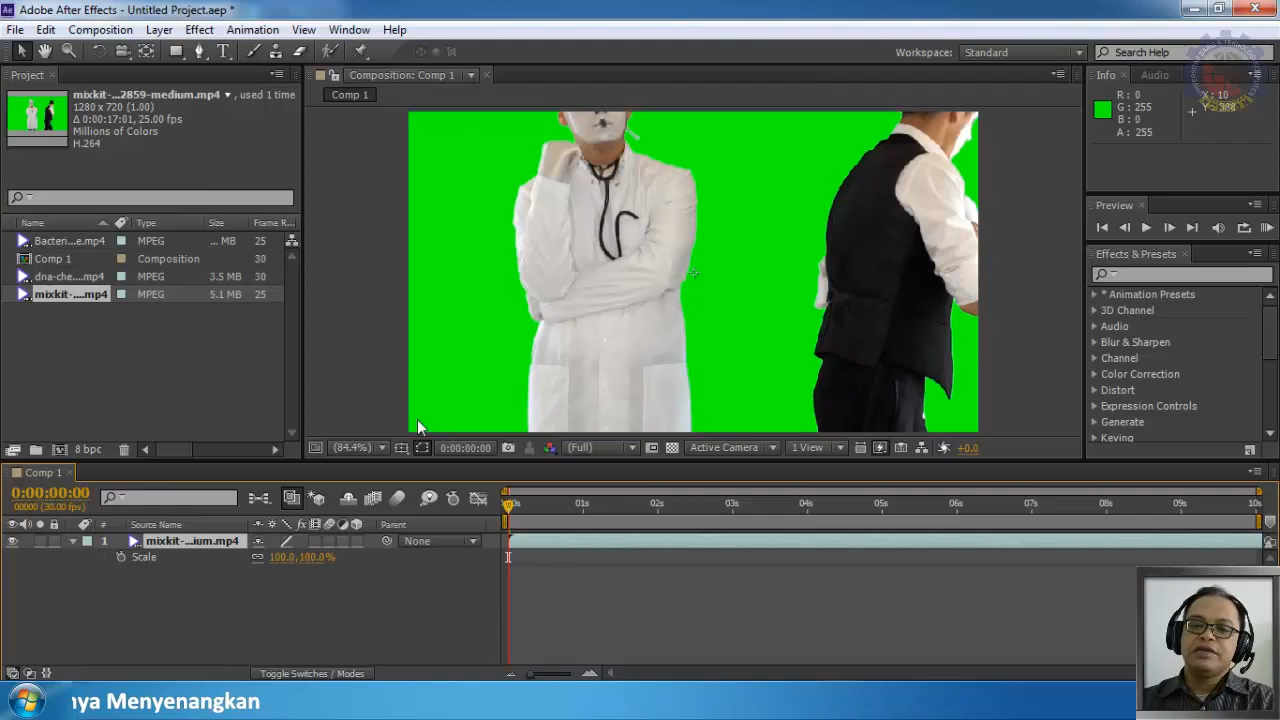 Adobe After Effects - Untitled Project.aep *
File Edit Composition Layer Effect Animation View Window Help
Workspace: Standard Search Help
Project
mixkit-...2859-medium.mp4 , used 1 time
1280 x 720 (1.00)
Δ 0:00:17:01, 25.00 fps
Millions of Colors
H.264
Name Type Size Frame R...
Bacteri...e.mp4 MPEG ... MB 25
Comp 1 Composition 30
dna-che....mp4 MPEG 3.5 MB 25
mixkit-....mp4 MPEG 5.1 MB 25
8 bpc
Composition: Comp 1
Comp 1
(84.4%) 0:00:00:00 (Full) Active Camera 1 View +0.0
Info Audio
R : 0
G : 255
B : 0
A : 255
X : 10
Y : 388
Preview
Effects & Presets
* Animation Presets
3D Channel
Audio
Blur & Sharpen
Channel
Color Correction
Distort
Expression Controls
Keying
Comp 1
0:00:00:00
00000 (30.00 fps)
01s 02s 03s 04s 05s 06s 07s 08s 09s 10s
# Source Name Parent
1 mixkit-...ium.mp4 None
Scale 100.0,100.0%
Toggle Switches / Modes
nya Menyenangkan